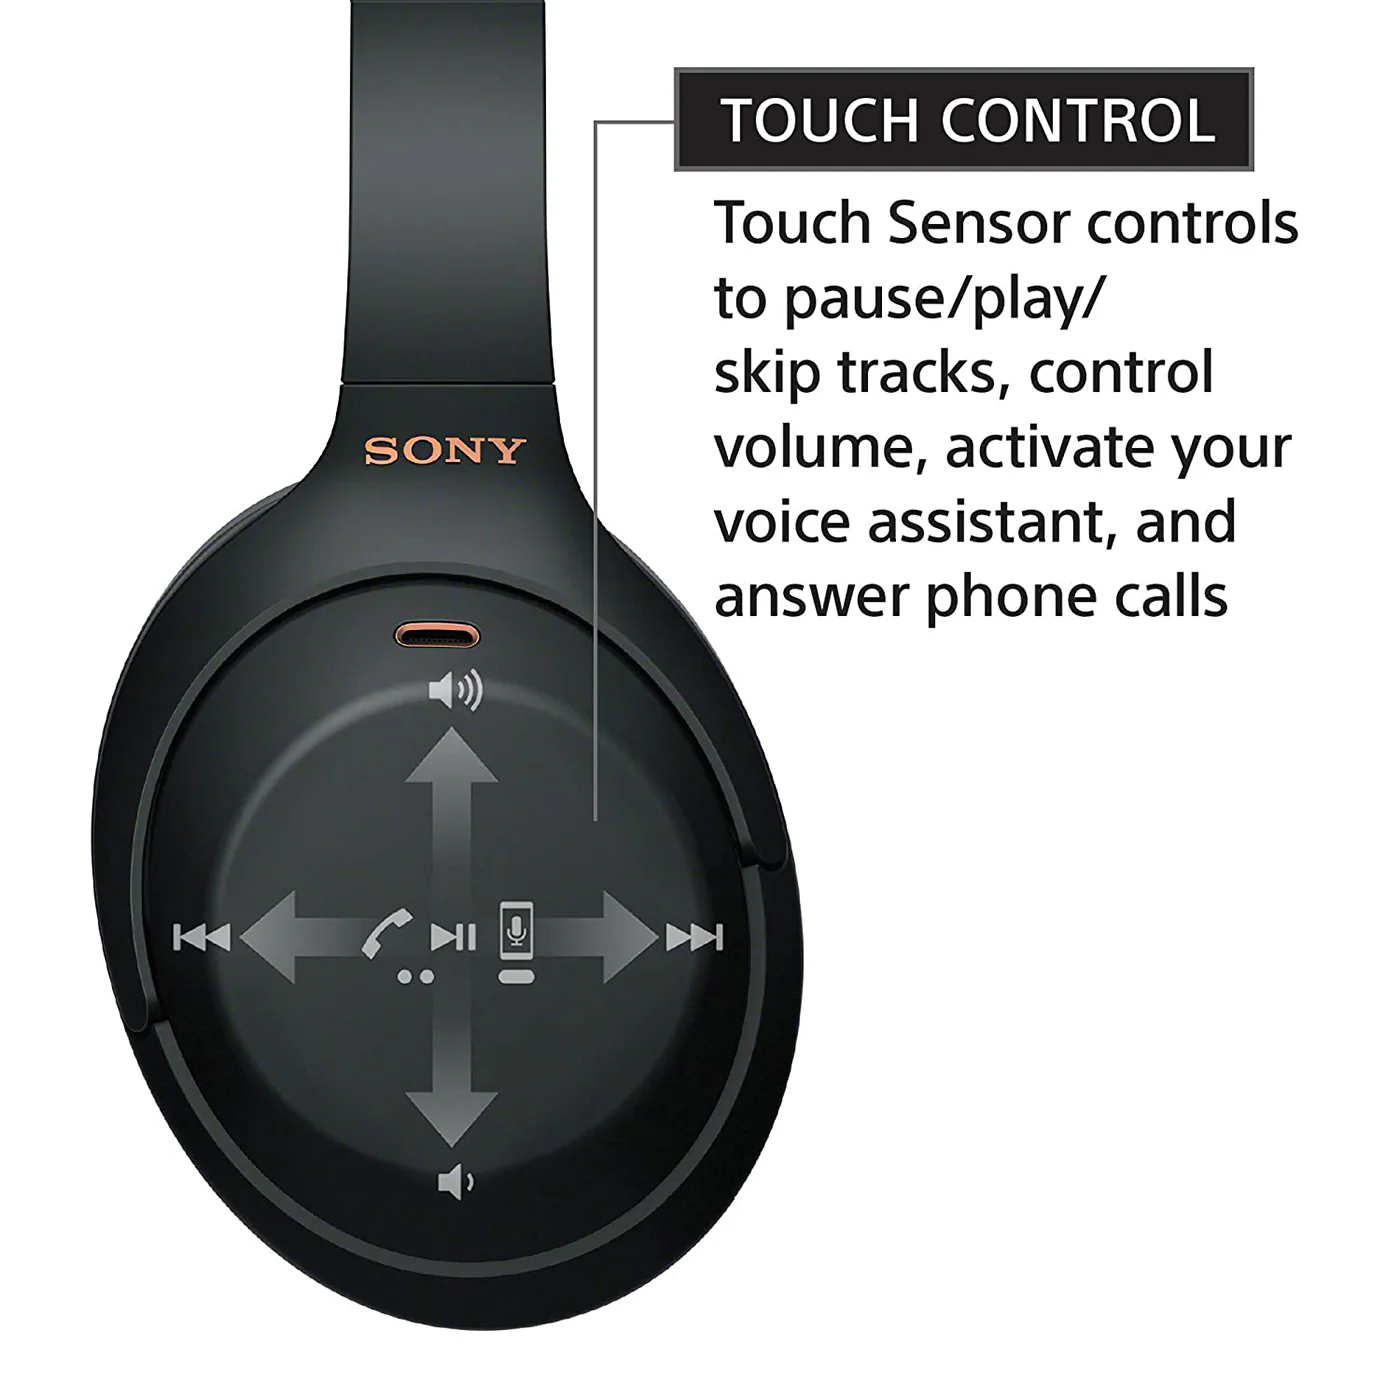 TOUCH CONTROL
Touch Sensor controls
to pause/play/
skip tracks, control
volume, activate your
voice assistant, and
answer phone calls
SONY